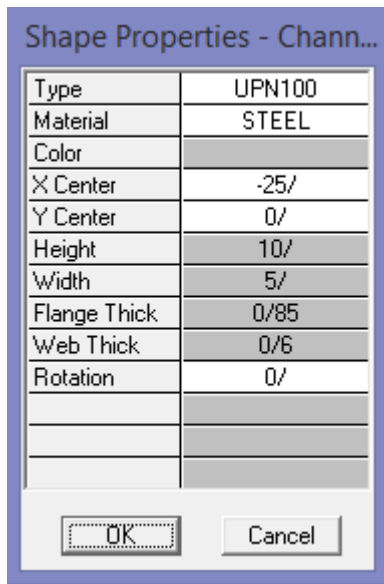 Shape Properties - Chann...
Type UPN100
Material STEEL
Color
X Center -25/
Y Center 0/
Height 10/
Width 5/
Flange Thick 0/85
Web Thick 0/6
Rotation 0/
OK Cancel